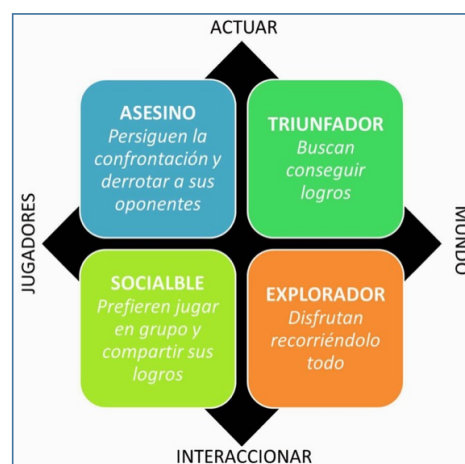 ACTUAR
ASESINO
Persiguen la
confrontación y
derrotar a sus
oponentes
TRIUNFADOR
Buscan
conseguir
logros
JUGADORES
MUNDO
SOCIALBLE
Prefieren jugar
en grupo y
compartir sus
logros
EXPLORADOR
Disfrutan
recorriéndolo
todo
INTERACCIONAR